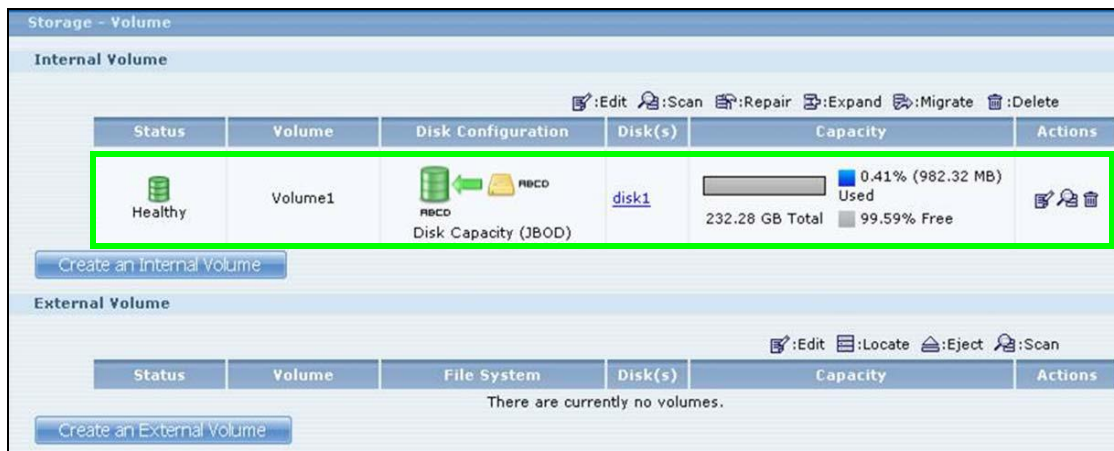 Storage - Volume
Internal Volume
:Edit :Scan :Repair :Expand :Migrate :Delete
Status Volume Disk Configuration Disk(s) Capacity Actions
Healthy Volume1 ABCD ABCD Disk Capacity (JBOD) disk1 232.28 GB Total 0.41% (982.32 MB) Used 99.59% Free
Create an Internal Volume
External Volume
:Edit :Locate :Eject :Scan
Status Volume File System Disk(s) Capacity Actions
There are currently no volumes.
Create an External Volume